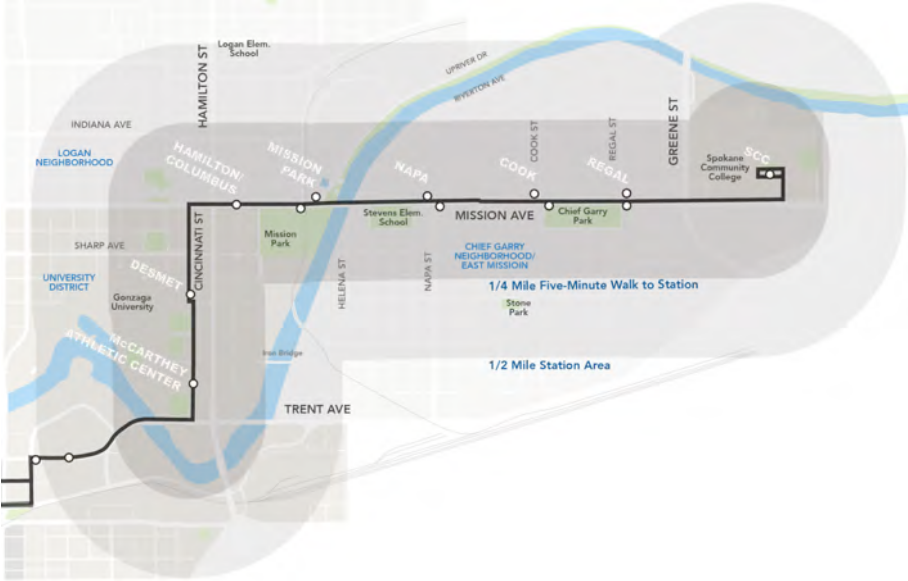 Logan Elem.
School
HAMILTON ST
UPRIVER DR
RIVERTON AVE
INDIANA AVE
LOGAN
NEIGHBORHOOD
HAMILTON/
COLUMBUS
MISSION
PARK
NAPA
COOK
COOK ST
REGAL
REGAL ST
GREENE ST
Spokane
Community
College
SCC
CINCINNATI ST
Mission
Park
Stevens Elem.
School
MISSION AVE
Chief Garry
Park
SHARP AVE
DESMET
UNIVERSITY
DISTRICT
Gonzaga
University
HELENA ST
NAPA ST
CHIEF GARRY
NEIGHBORHOOD/
EAST MISSIOIN
1/4 Mile Five-Minute Walk to Station
Stone
Park
McCARTHEY
ATHLETIC CENTER
Iron Bridge
1/2 Mile Station Area
TRENT AVE